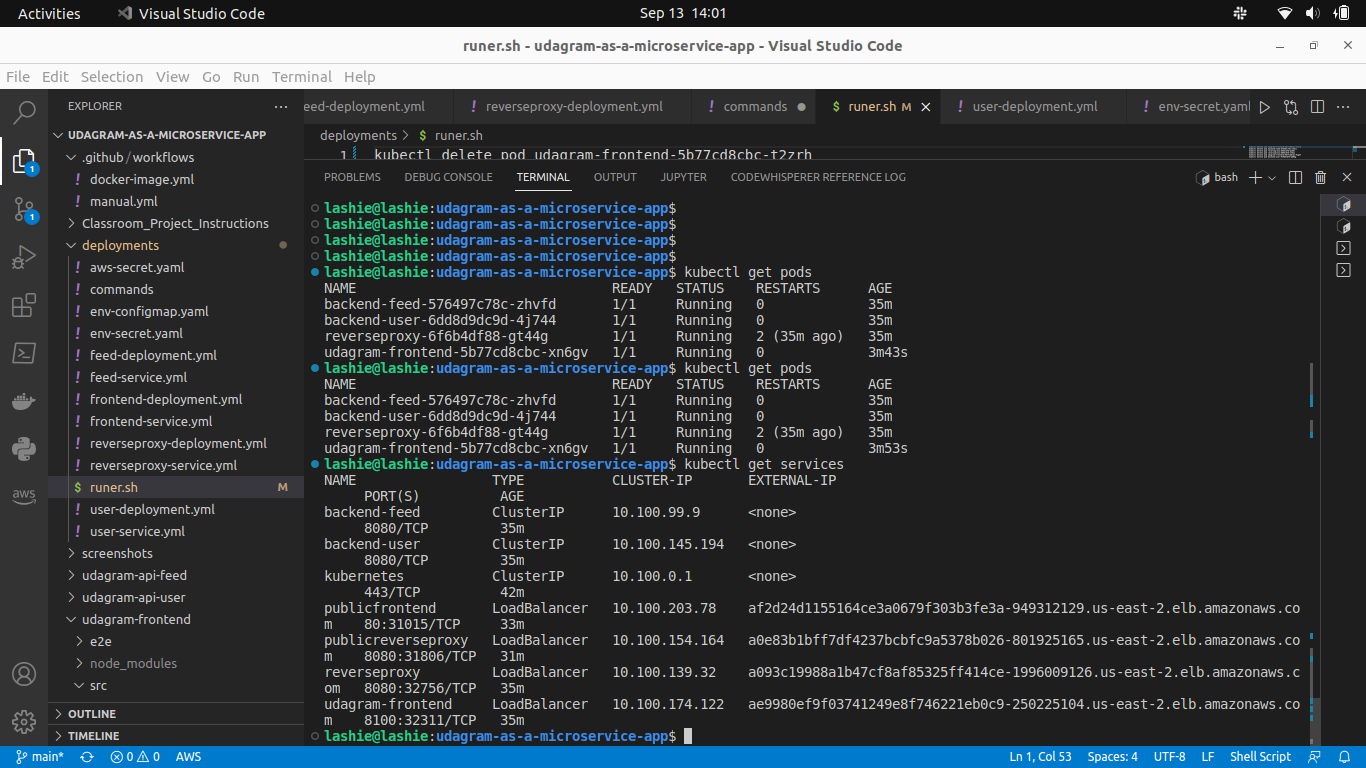 Activities
Visual Studio Code
Sep 13 14:01
runer.sh - udagram-as-a-microservice-app - Visual Studio Code
File Edit Selection View Go Run Terminal Help
EXPLORER
UDAGRAM-AS-A-MICROSERVICE-APP
.github / workflows
! docker-image.yml
! manual.yml
Classroom_Project_Instructions
deployments
! aws-secret.yaml
! commands
! env-configmap.yaml
! env-secret.yaml
! feed-deployment.yml
! feed-service.yml
! frontend-deployment.yml
! frontend-service.yml
! reverseproxy-deployment.yml
! reverseproxy-service.yml
$ runer.sh M
! user-deployment.yml
! user-service.yml
screenshots
udagram-api-feed
udagram-api-user
udagram-frontend
e2e
node_modules
src
OUTLINE
TIMELINE
1
1
aws
eed-deployment.yml ! reverseproxy-deployment.yml ! commands $ runer.sh M ! user-deployment.yml ! env-secret.yaml
deployments > $ runer.sh
1 kubectl delete pod udagram-frontend-5b77cd8cbc-t2zrh
PROBLEMS DEBUG CONSOLE TERMINAL OUTPUT JUPYTER CODEWHISPERER REFERENCE LOG bash
lashie@lashie:udagram-as-a-microservice-app$
lashie@lashie:udagram-as-a-microservice-app$
lashie@lashie:udagram-as-a-microservice-app$
lashie@lashie:udagram-as-a-microservice-app$
lashie@lashie:udagram-as-a-microservice-app$ kubectl get pods
NAME READY STATUS RESTARTS AGE
backend-feed-576497c78c-zhvfd 1/1 Running 0 35m
backend-user-6dd8d9dc9d-4j744 1/1 Running 0 35m
reverseproxy-6f6b4df88-gt44g 1/1 Running 2 (35m ago) 35m
udagram-frontend-5b77cd8cbc-xn6gv 1/1 Running 0 3m43s
lashie@lashie:udagram-as-a-microservice-app$ kubectl get pods
NAME READY STATUS RESTARTS AGE
backend-feed-576497c78c-zhvfd 1/1 Running 0 35m
backend-user-6dd8d9dc9d-4j744 1/1 Running 0 35m
reverseproxy-6f6b4df88-gt44g 1/1 Running 2 (35m ago) 35m
udagram-frontend-5b77cd8cbc-xn6gv 1/1 Running 0 3m53s
lashie@lashie:udagram-as-a-microservice-app$ kubectl get services
NAME TYPE CLUSTER-IP EXTERNAL-IP
PORT(S) AGE
backend-feed ClusterIP 10.100.99.9 <none>
8080/TCP 35m
backend-user ClusterIP 10.100.145.194 <none>
8080/TCP 35m
kubernetes ClusterIP 10.100.0.1 <none>
443/TCP 42m
publicfrontend LoadBalancer 10.100.203.78 af2d24d1155164ce3a0679f303b3fe3a-949312129.us-east-2.elb.amazonaws.co
m 80:31015/TCP 33m
publicreverseproxy LoadBalancer 10.100.154.164 a0e83b1bff7df4237bcbfc9a5378b026-801925165.us-east-2.elb.amazonaws.co
m 8080:31806/TCP 31m
reverseproxy LoadBalancer 10.100.139.32 a093c19988a1b47cf8af85325ff414ce-1996009126.us-east-2.elb.amazonaws.c
om 8080:32756/TCP 35m
udagram-frontend LoadBalancer 10.100.174.122 ae9980ef9f03741249e8f746221eb0c9-250225104.us-east-2.elb.amazonaws.co
m 8100:32311/TCP 35m
lashie@lashie:udagram-as-a-microservice-app$
main* 0 0 AWS
Ln 1, Col 53 Spaces: 4 UTF-8 LF Shell Script